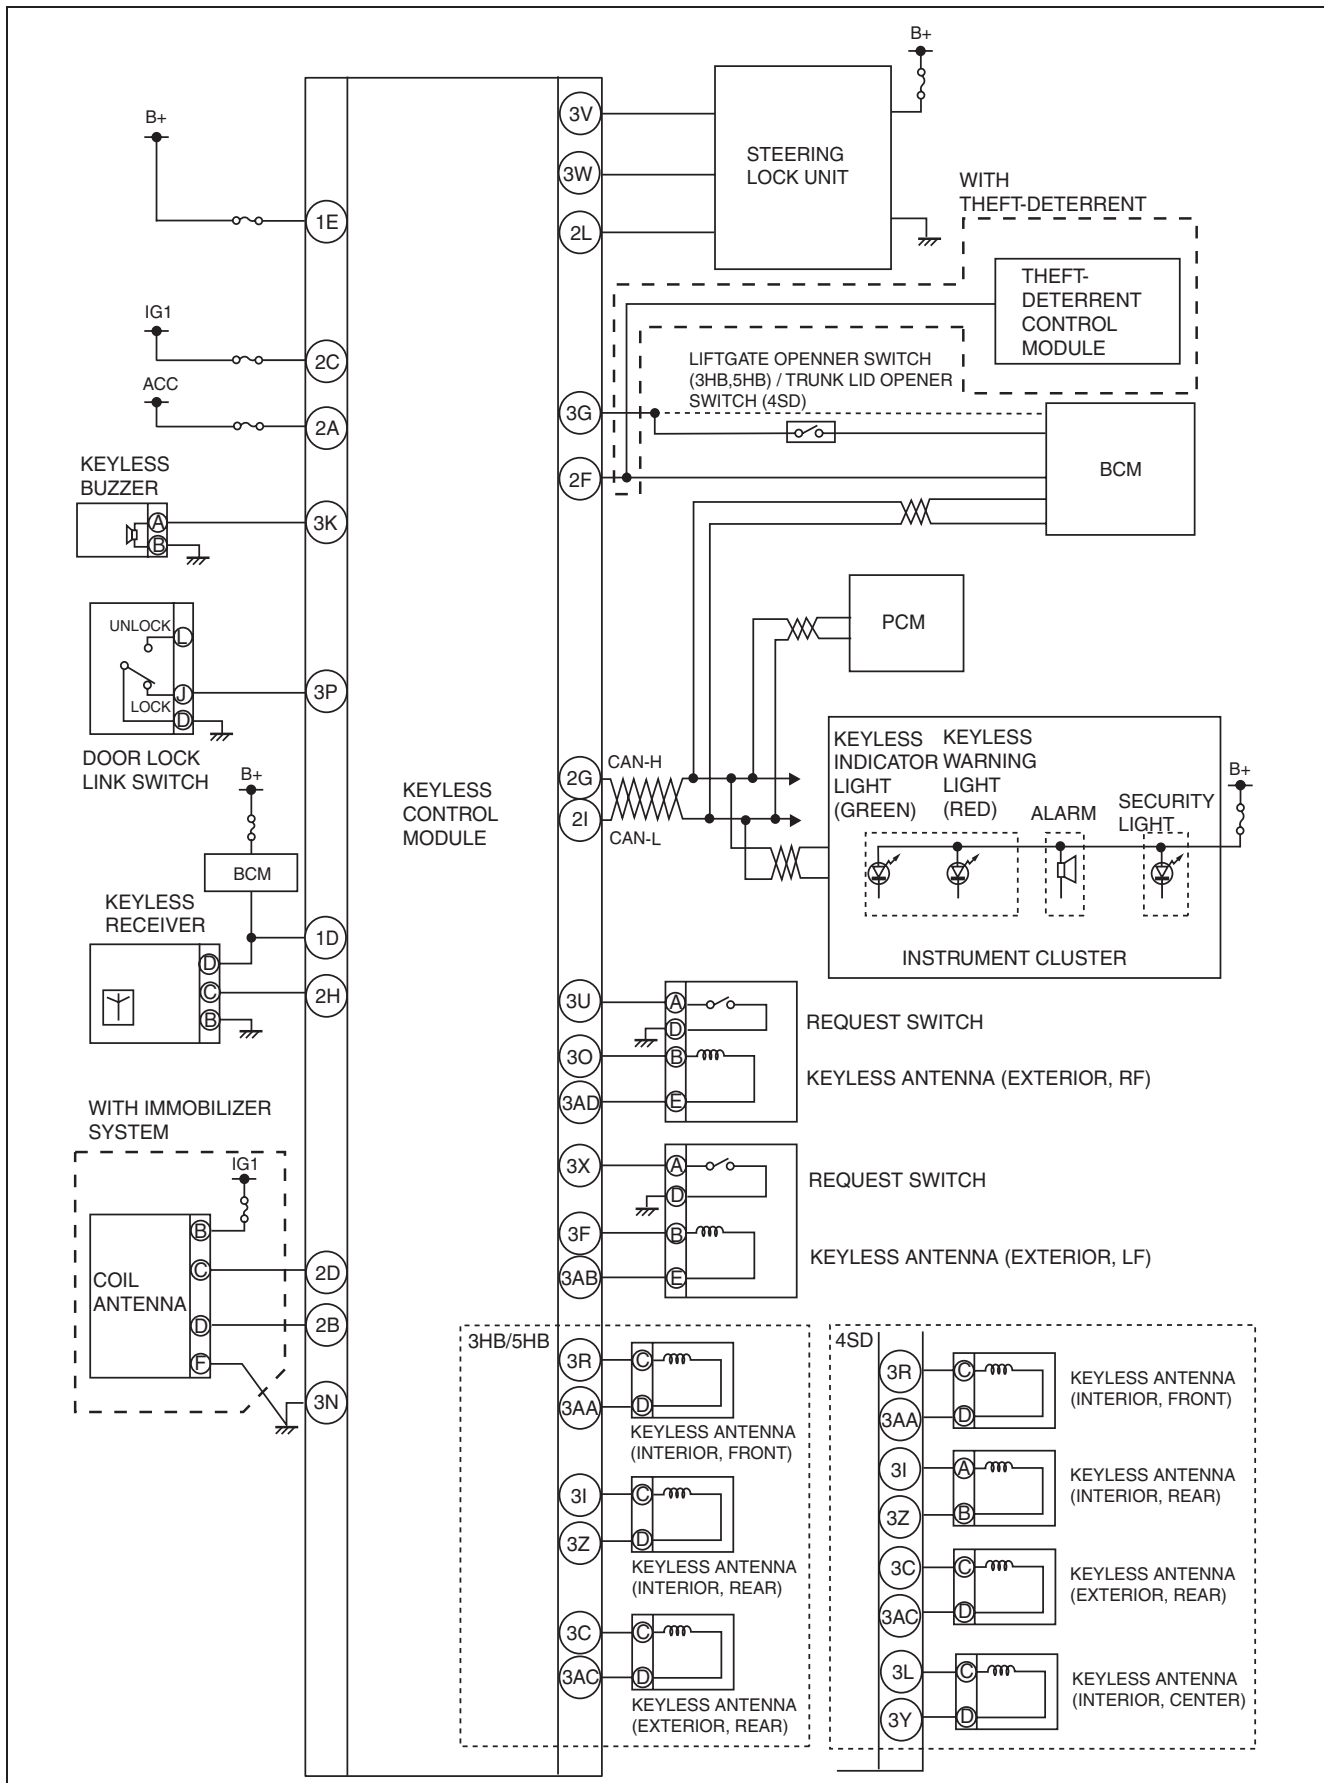 B+
1E
IG1
2C
ACC
2A
KEYLESS
BUZZER
A
B
3K
UNLOCK
L
J
LOCK
D
3P
DOOR LOCK
LINK SWITCH
B+
BCM
KEYLESS
RECEIVER
D
C
B
1D
2H
WITH IMMOBILIZER
SYSTEM
IG1
COIL
ANTENNA
B
C
D
F
2D
2B
3N
KEYLESS
CONTROL
MODULE
3V
3W
2L
STEERING
LOCK UNIT
B+
WITH
THEFT-DETERRENT
THEFT-
DETERRENT
CONTROL
MODULE
LIFTGATE OPENNER SWITCH
(3HB,5HB) / TRUNK LID OPENER
SWITCH (4SD)
3G
2F
BCM
PCM
2G
CAN-H
2I
CAN-L
KEYLESS
INDICATOR
LIGHT
(GREEN)
KEYLESS
WARNING
LIGHT
(RED)
ALARM
SECURITY
LIGHT
B+
INSTRUMENT CLUSTER
3U
3O
3AD
A
D
B
E
REQUEST SWITCH
KEYLESS ANTENNA (EXTERIOR, RF)
3X
3F
3AB
A
D
B
E
REQUEST SWITCH
KEYLESS ANTENNA (EXTERIOR, LF)
3HB/5HB
3R
3AA
C
D
KEYLESS ANTENNA
(INTERIOR, FRONT)
3I
3Z
C
D
KEYLESS ANTENNA
(INTERIOR, REAR)
3C
3AC
C
D
KEYLESS ANTENNA
(EXTERIOR, REAR)
4SD
3R
3AA
C
D
KEYLESS ANTENNA
(INTERIOR, FRONT)
3I
3Z
A
B
KEYLESS ANTENNA
(INTERIOR, REAR)
3C
3AC
C
D
KEYLESS ANTENNA
(EXTERIOR, REAR)
3L
3Y
C
D
KEYLESS ANTENNA
(INTERIOR, CENTER)